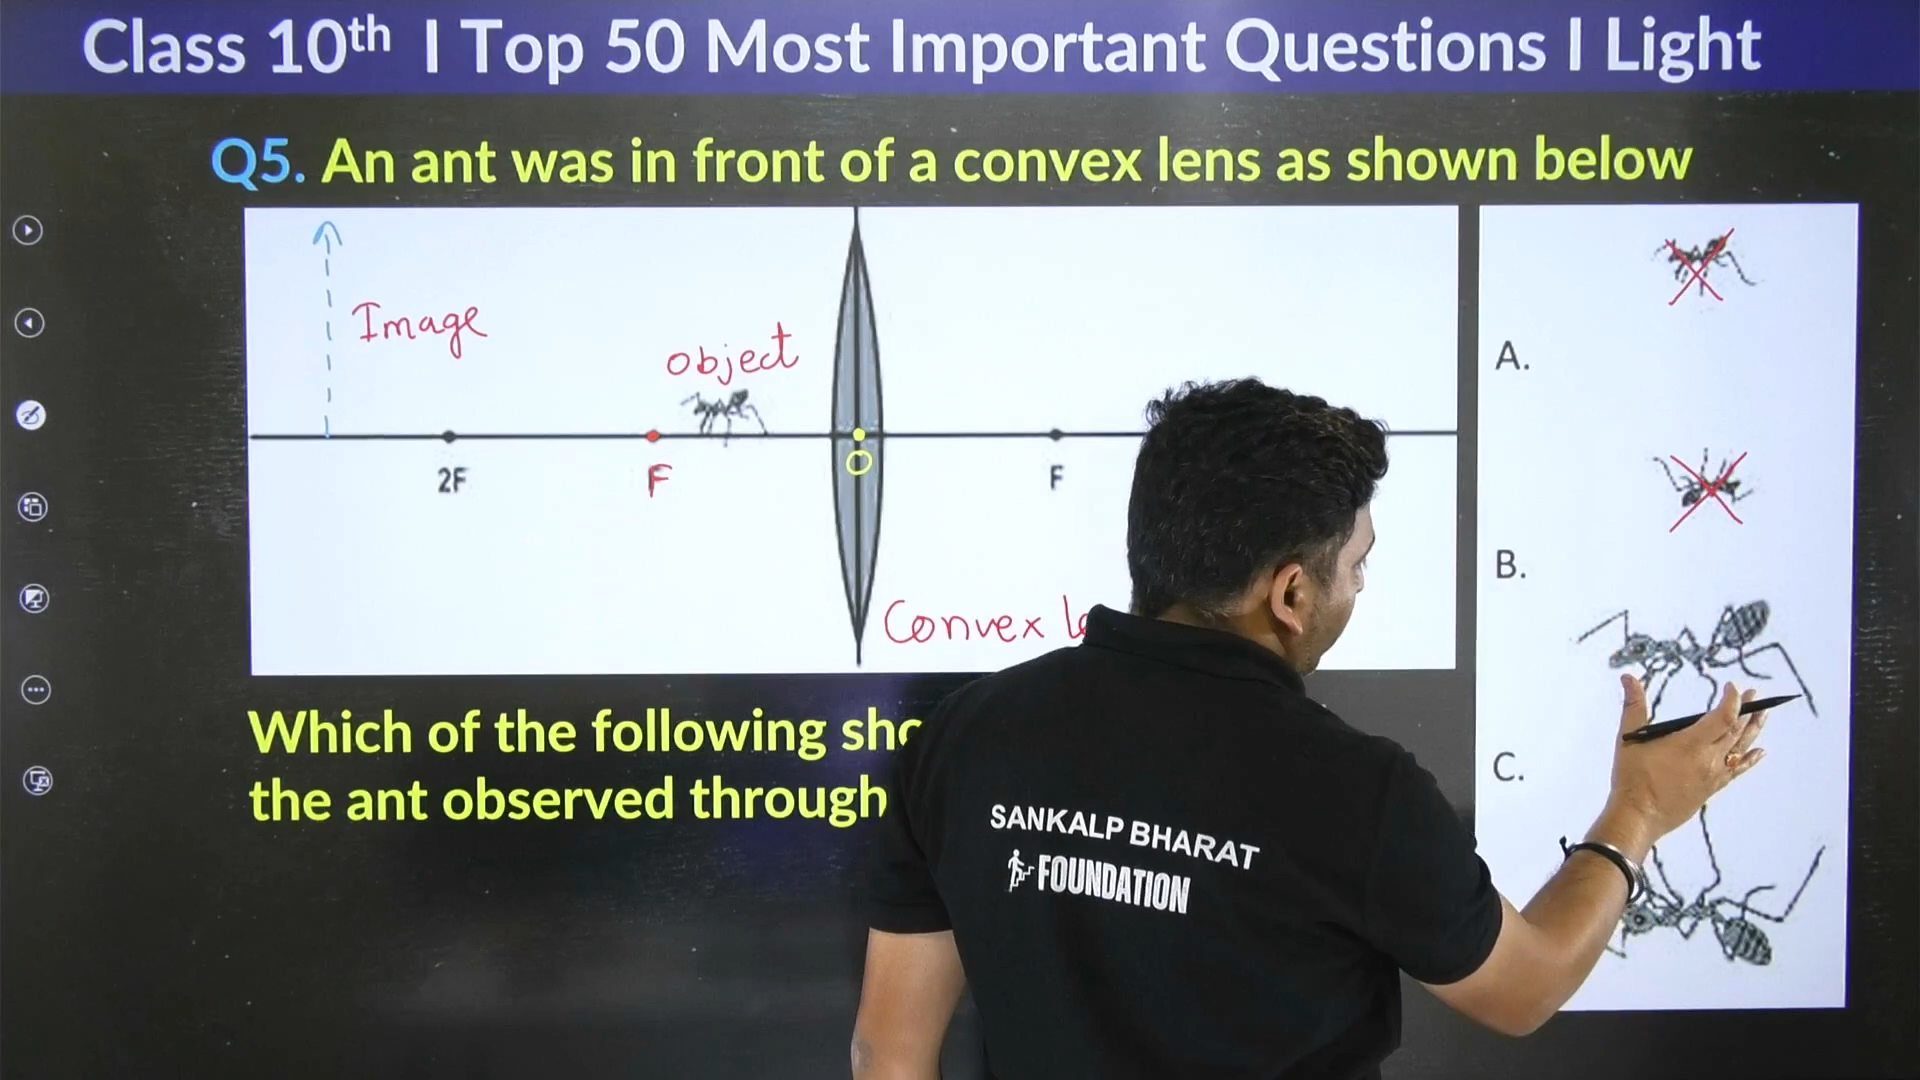 Class 10th I Top 50 Most Important Questions I Light
Q5. An ant was in front of a convex lens as shown below
Image
object
2F
F
O
F
Convex
A.
B.
C.
Which of the following
the ant observed through
SANKALP BHARAT
FOUNDATION